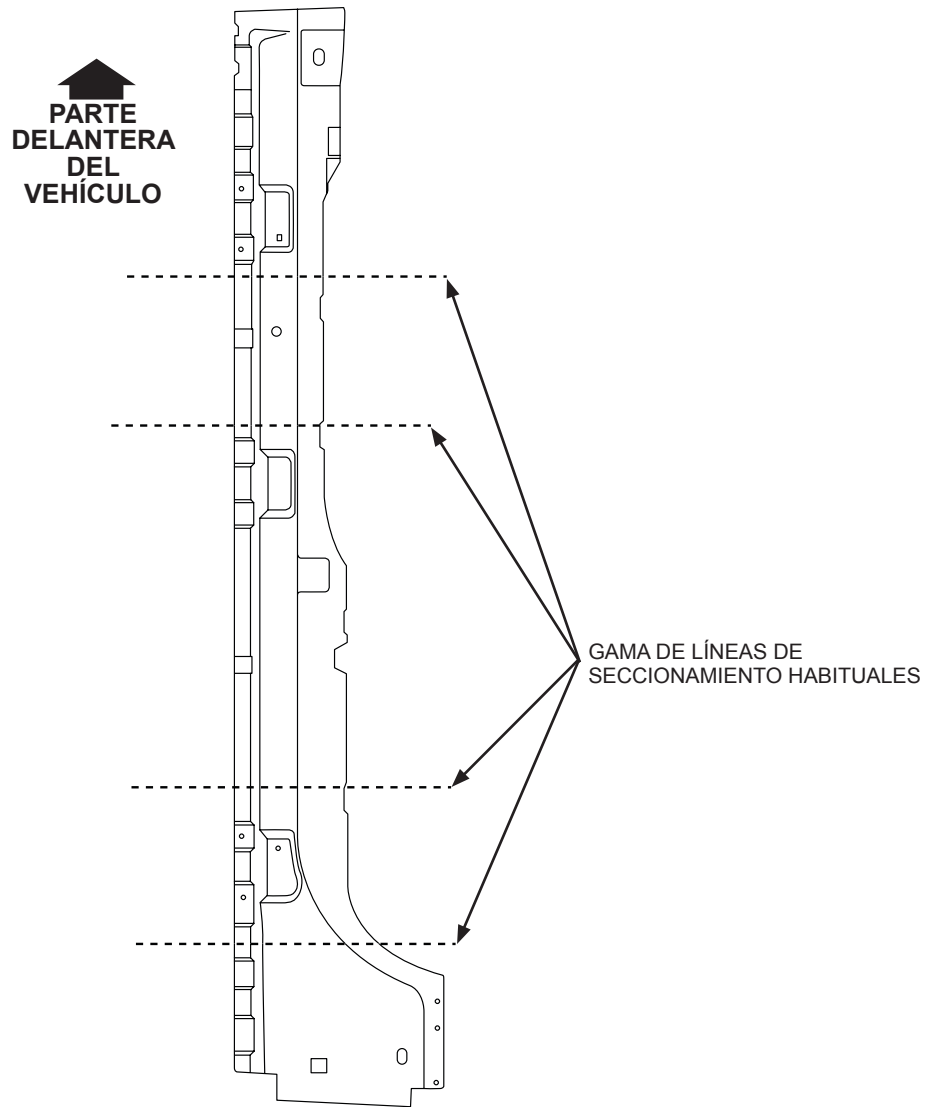 PARTE
DELANTERA
DEL
VEHÍCULO
GAMA DE LÍNEAS DE
SECCIONAMIENTO HABITUALES